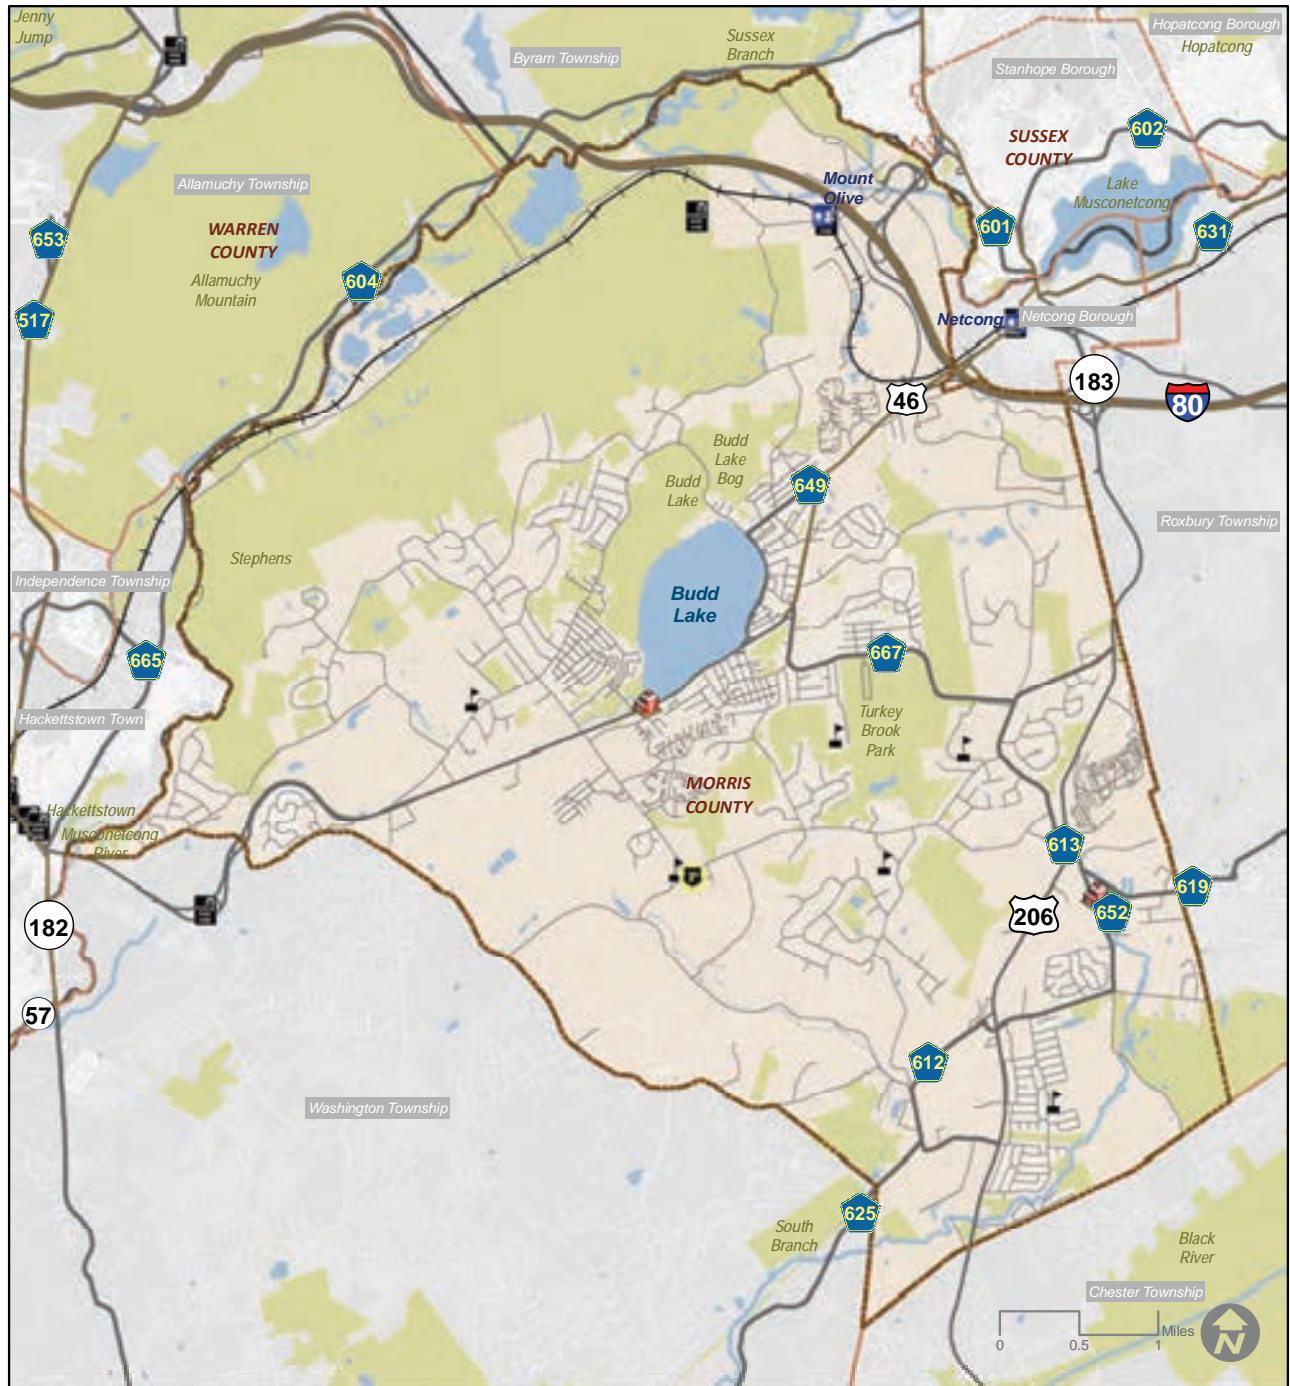 Jenny
Jump
Byram Township
Sussex
Branch
Hopatcong Borough
Hopatcong
Stanhope Borough
602
SUSSEX
COUNTY
Allamuchy Township
Mount
Olive
Lake
Musconetcong
653
WARREN
COUNTY
601
631
604
Allamuchy
Mountain
517
Netcong
Netcong Borough
183
46
80
Budd
Lake
Bog
Budd
Lake
649
Roxbury Township
Stephens
Independence Township
Budd
Lake
665
667
Hackettstown Town
Turkey
Brook
Park
MORRIS
COUNTY
Hackettstown
Musconetcong
River
613
619
652
206
182
57
612
Washington Township
625
South
Branch
Black
River
Chester Township
Miles
0
0.5
1
N